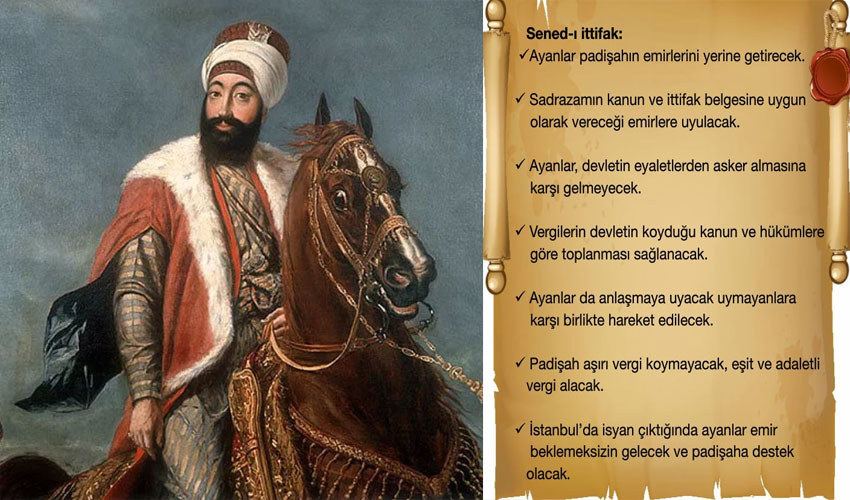 Sened-ı ittifak:
✓Ayanlar padişahın emirlerini yerine getirecek.
✓ Sadrazamın kanun ve ittifak belgesine uygun
olarak vereceği emirlere uyulacak.
✓ Ayanlar, devletin eyaletlerden asker almasına
karşı gelmeyecek.
✓ Vergilerin devletin koyduğu kanun ve hükümlere
göre toplanması sağlanacak.
✓ Ayanlar da anlaşmaya uyacak uymayanlara
karşı birlikte hareket edilecek.
✓ Padişah aşırı vergi koymayacak, eşit ve adaletli
vergi alacak.
✓ İstanbul’da isyan çıktığında ayanlar emir
beklemeksizin gelecek ve padişaha destek
olacak.